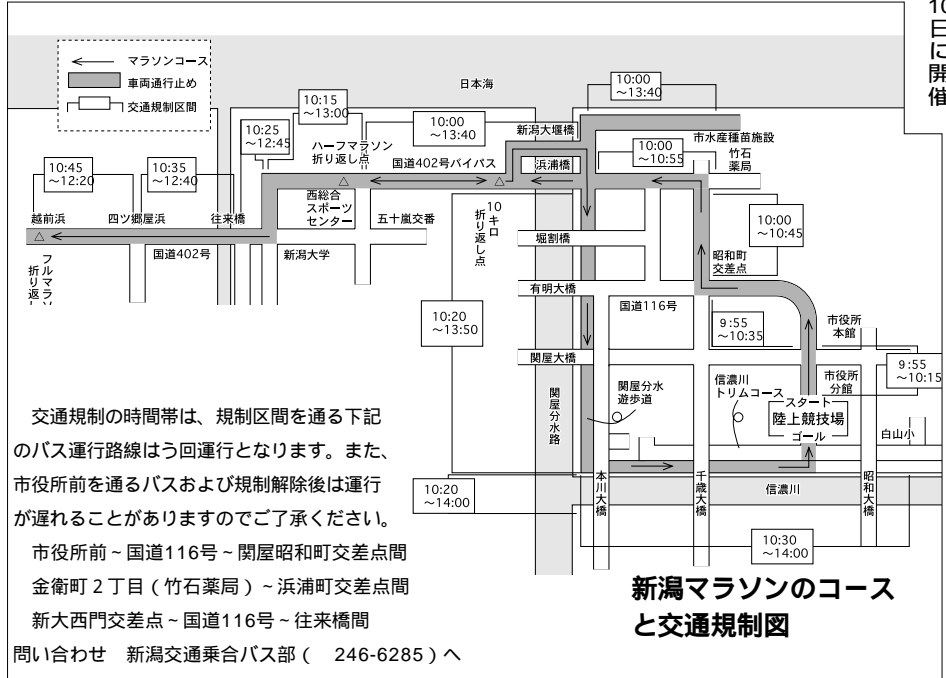 10日に開催
マラソンコース
車両通行止め
交通規制区間
日本海
10:00
～13:40
10:15
～13:00
10:25
～12:45
10:00
～13:40
新潟大堰橋
市水産種苗施設
ハーフマラソン
折り返し点
国道402号バイパス
浜浦橋
10:00
～10:55
竹石
薬局
10:45
～12:20
10:35
～12:40
越前浜
四ツ郷屋浜
往来橋
西総合
スポーツ
センター
五十嵐交番
10キロ
折り返し点
堀割橋
10:00
～10:45
国道402号
新潟大学
フルマラソ
折り返し
昭和町
交差点
有明大橋
国道116号
10:20
～13:50
9:55
～10:35
市役所
本館
関屋大橋
9:55
～10:15
関屋分水路
関屋分水
遊歩道
信濃川
トリムコース
市役所
分館
スタート
陸上競技場
ゴール
白山小
10:20
～14:00
本川大橋
千歳大橋
信濃川
昭和大橋
10:30
～14:00
交通規制の時間帯は、規制区間を通る下記
のバス運行路線はう回運行となります。また、
市役所前を通るバスおよび規制解除後は運行
が遅れることがありますのでご了承ください。
市役所前～国道116号～関屋昭和町交差点間
金衛町２丁目（竹石薬局）～浜浦町交差点間
新大西門交差点～国道116号～往来橋間
問い合わせ　新潟交通乗合バス部（　246-6285）へ
新潟マラソンのコース
と交通規制図